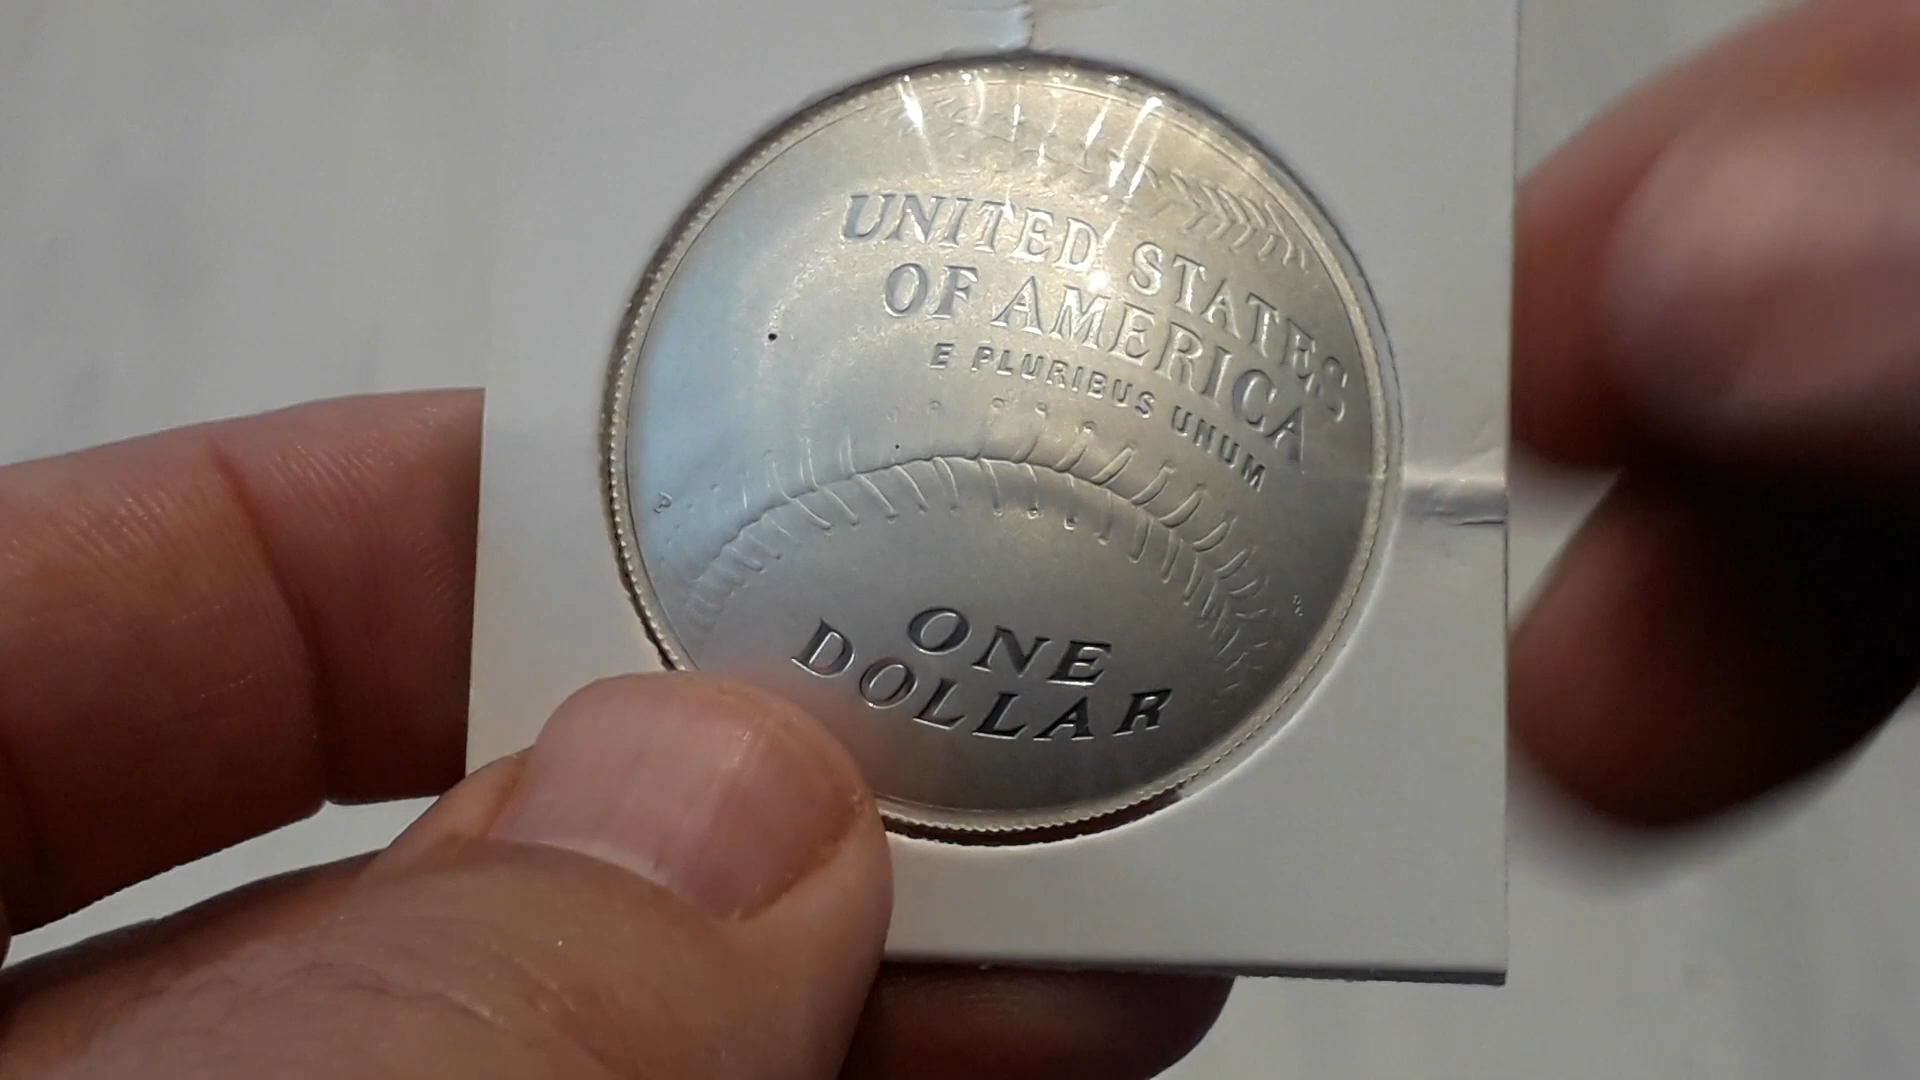 UNITED STATES
OF AMERICA
E PLURIBUS UNUM
P
ONE
DOLLAR